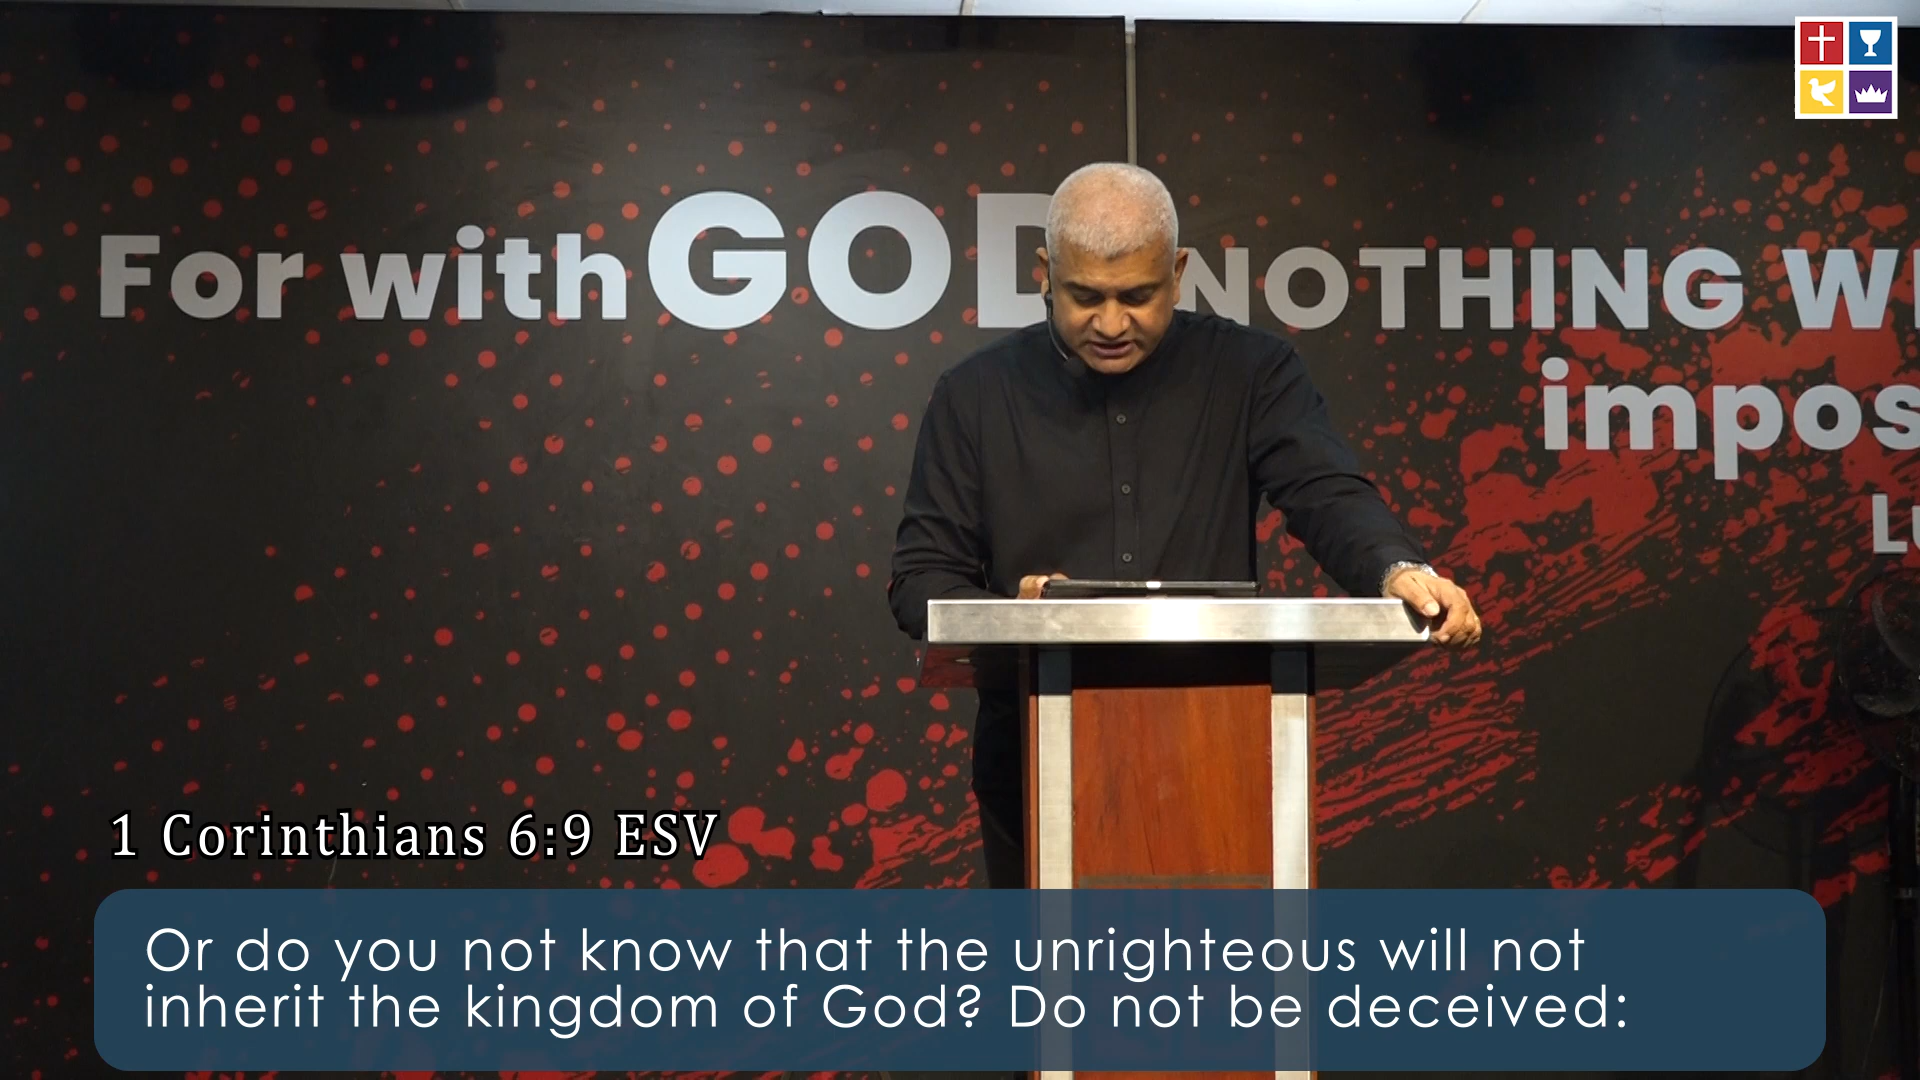 For with GOD NOTHING
impos
1 Corinthians 6:9 ESV
Or do you not know that the unrighteous will not
inherit the kingdom of God? Do not be deceived: